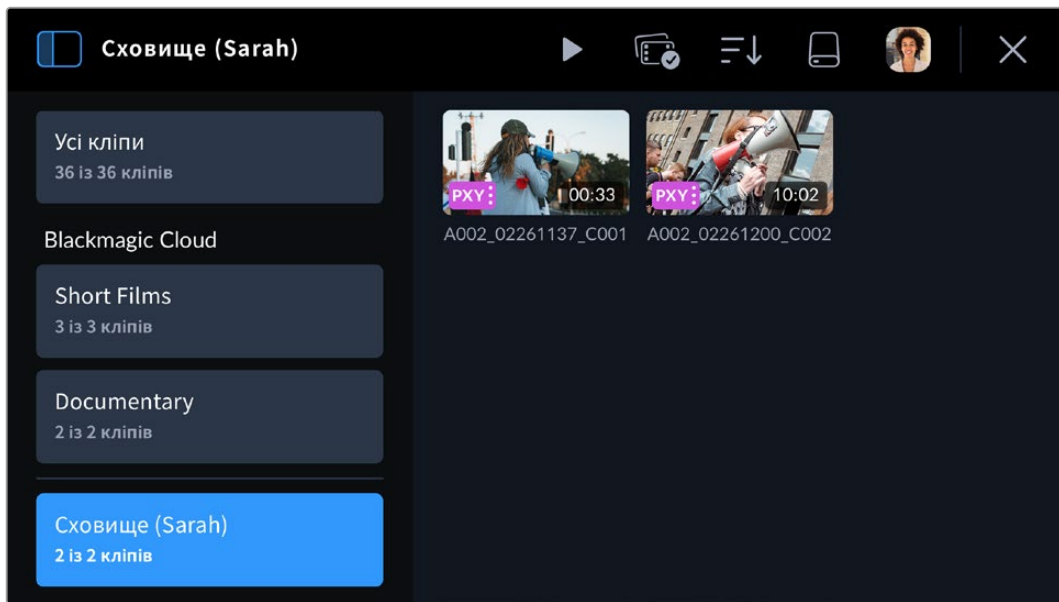 Сховище (Sarah)
Усі кліпи
36 із 36 кліпів
Blackmagic Cloud
Short Films
3 із 3 кліпів
Documentary
2 із 2 кліпів
Сховище (Sarah)
2 із 2 кліпів
PXY 00:33
A002_02261137_C001
PXY 10:02
A002_02261200_C002